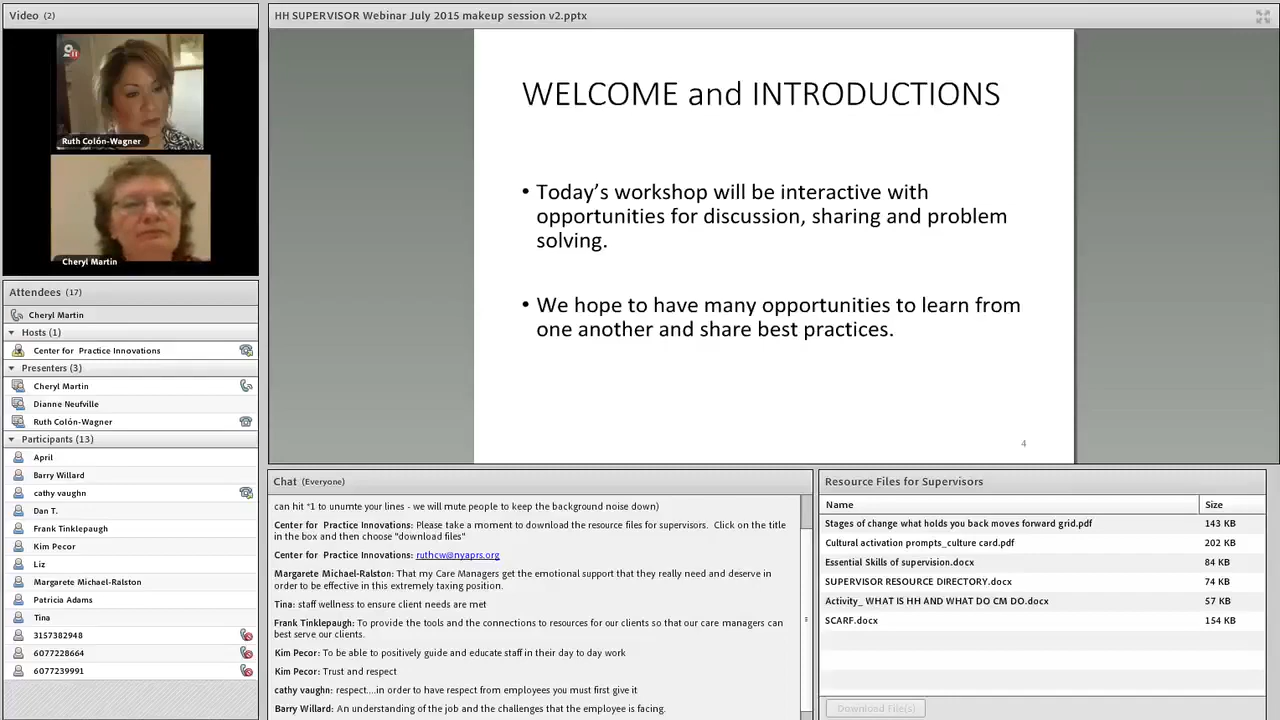 Video (2)
Ruth Colón-Wagner
Cheryl Martin
Attendees (17)
Cheryl Martin
Hosts (1)
Center for Practice Innovations
Presenters (3)
Cheryl Martin
Dianne Neufville
Ruth Colón-Wagner
Participants (13)
April
Barry Willard
cathy vaughn
Dan T.
Frank Tinklepaugh
Kim Pecor
Liz
Margarete Michael-Ralston
Patricia Adams
Tina
3157382948
6077228664
6077239991
HH SUPERVISOR Webinar July 2015 makeup session v2.pptx
WELCOME and INTRODUCTIONS
• Today's workshop will be interactive with
opportunities for discussion, sharing and problem
solving.
• We hope to have many opportunities to learn from
one another and share best practices.
4
Chat (Everyone)
can hit *1 to unumte your lines - we will mute people to keep the background noise down)
Center for Practice Innovations: Please take a moment to download the resource files for supervisors. Click on the title
in the box and then choose "download files"
Center for Practice Innovations: ruthcw@nyaprs.org
Margarete Michael-Ralston: That my Care Managers get the emotional support that they really need and deserve in
order to be effective in this extremely taxing position.
Tina: staff wellness to ensure client needs are met
Frank Tinklepaugh: To provide the tools and the connections to resources for our clients so that our care managers can
best serve our clients.
Kim Pecor: To be able to positively guide and educate staff in their day to day work
Kim Pecor: Trust and respect
cathy vaughn: respect....in order to have respect from employees you must first give it
Barry Willard: An understanding of the job and the challenges that the employee is facing.
Resource Files for Supervisors
Name Size
Stages of change what holds you back moves forward grid.pdf 143 KB
Cultural activation prompts_culture card.pdf 202 KB
Essential Skills of supervision.docx 84 KB
SUPERVISOR RESOURCE DIRECTORY.docx 74 KB
Activity_ WHAT IS HH AND WHAT DO CM DO.docx 57 KB
SCARF.docx 154 KB
Download File(s)